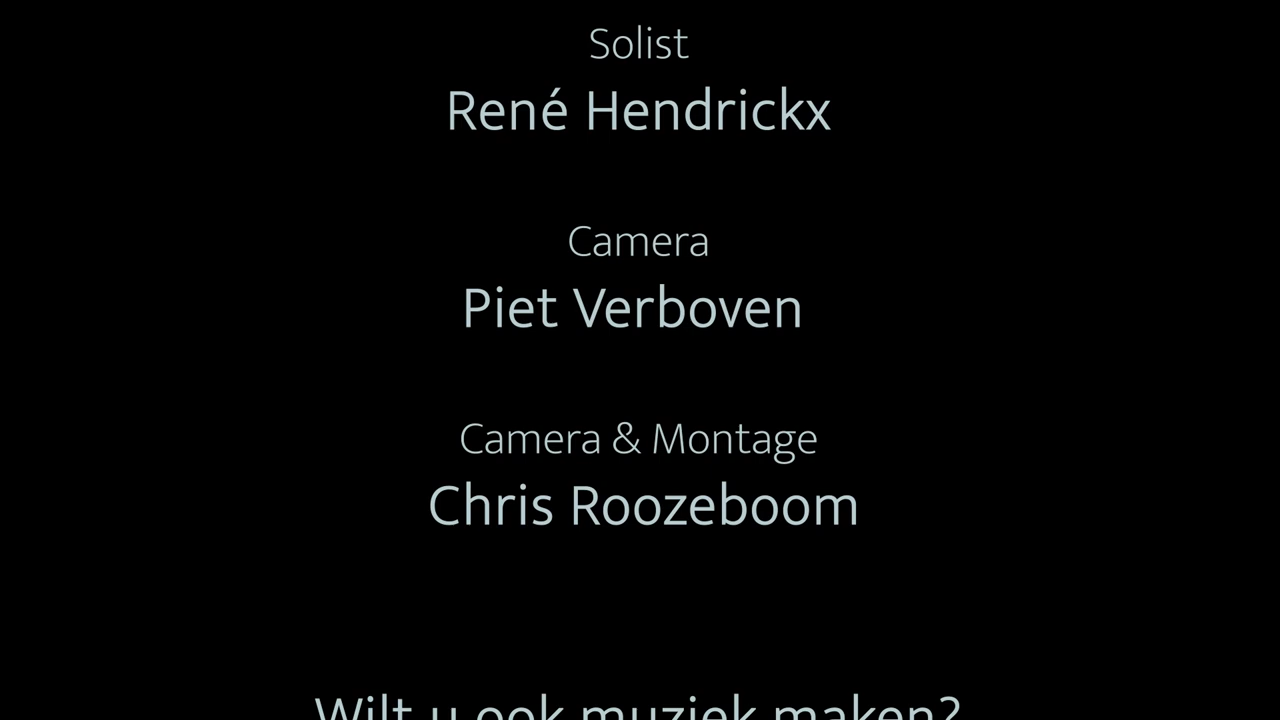 Solist
René Hendrickx
Camera
Piet Verboven
Camera & Montage
Chris Roozeboom
Wilt u ook muziek maken?